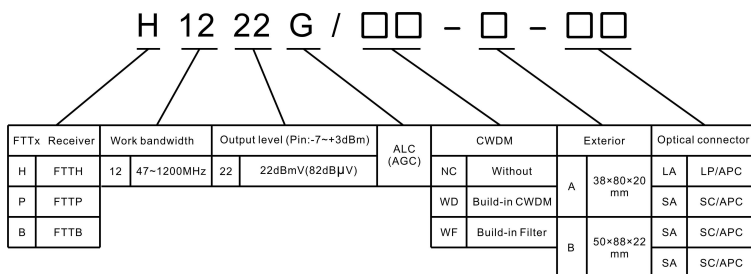 H 12 22 G / □□ – □ – □□
FTTx Receiver Work bandwidth Output level (Pin:-7~+3dBm) ALC (AGC) CWDM Exterior Optical connector
H FTTH 12 47~1200MHz 22 22dBmV(82dBμV) NC Without A 38×80×20 mm LA LP/APC
P FTTP WD Build-in CWDM SA SC/APC
B FTTB WF Build-in Filter B 50×88×22 mm SA SC/APC
SA SC/APC